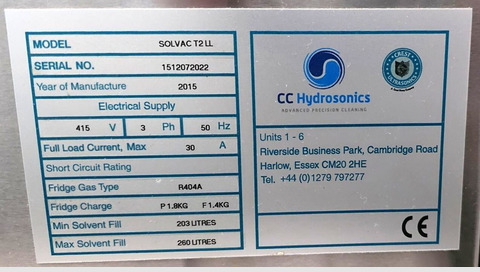 MODEL SOLVAC T2 LL
SERIAL NO. 1512072022
Year of Manufacture 2015
Electrical Supply
415 V 3 Ph 50 Hz
Full Load Current, Max 30 A
Short Circuit Rating
Fridge Gas Type R404A
Fridge Charge P 1.8KG F 1.4KG
Min Solvent Fill 203 LITRES
Max Solvent Fill 260 LITRES
CC Hydrosonics
ADVANCED PRECISION CLEANING
CREST
ULTRASONICS
Units 1 - 6
Riverside Business Park, Cambridge Road
Harlow, Essex CM20 2HE
Tel. +44 (0)1279 797277
CE